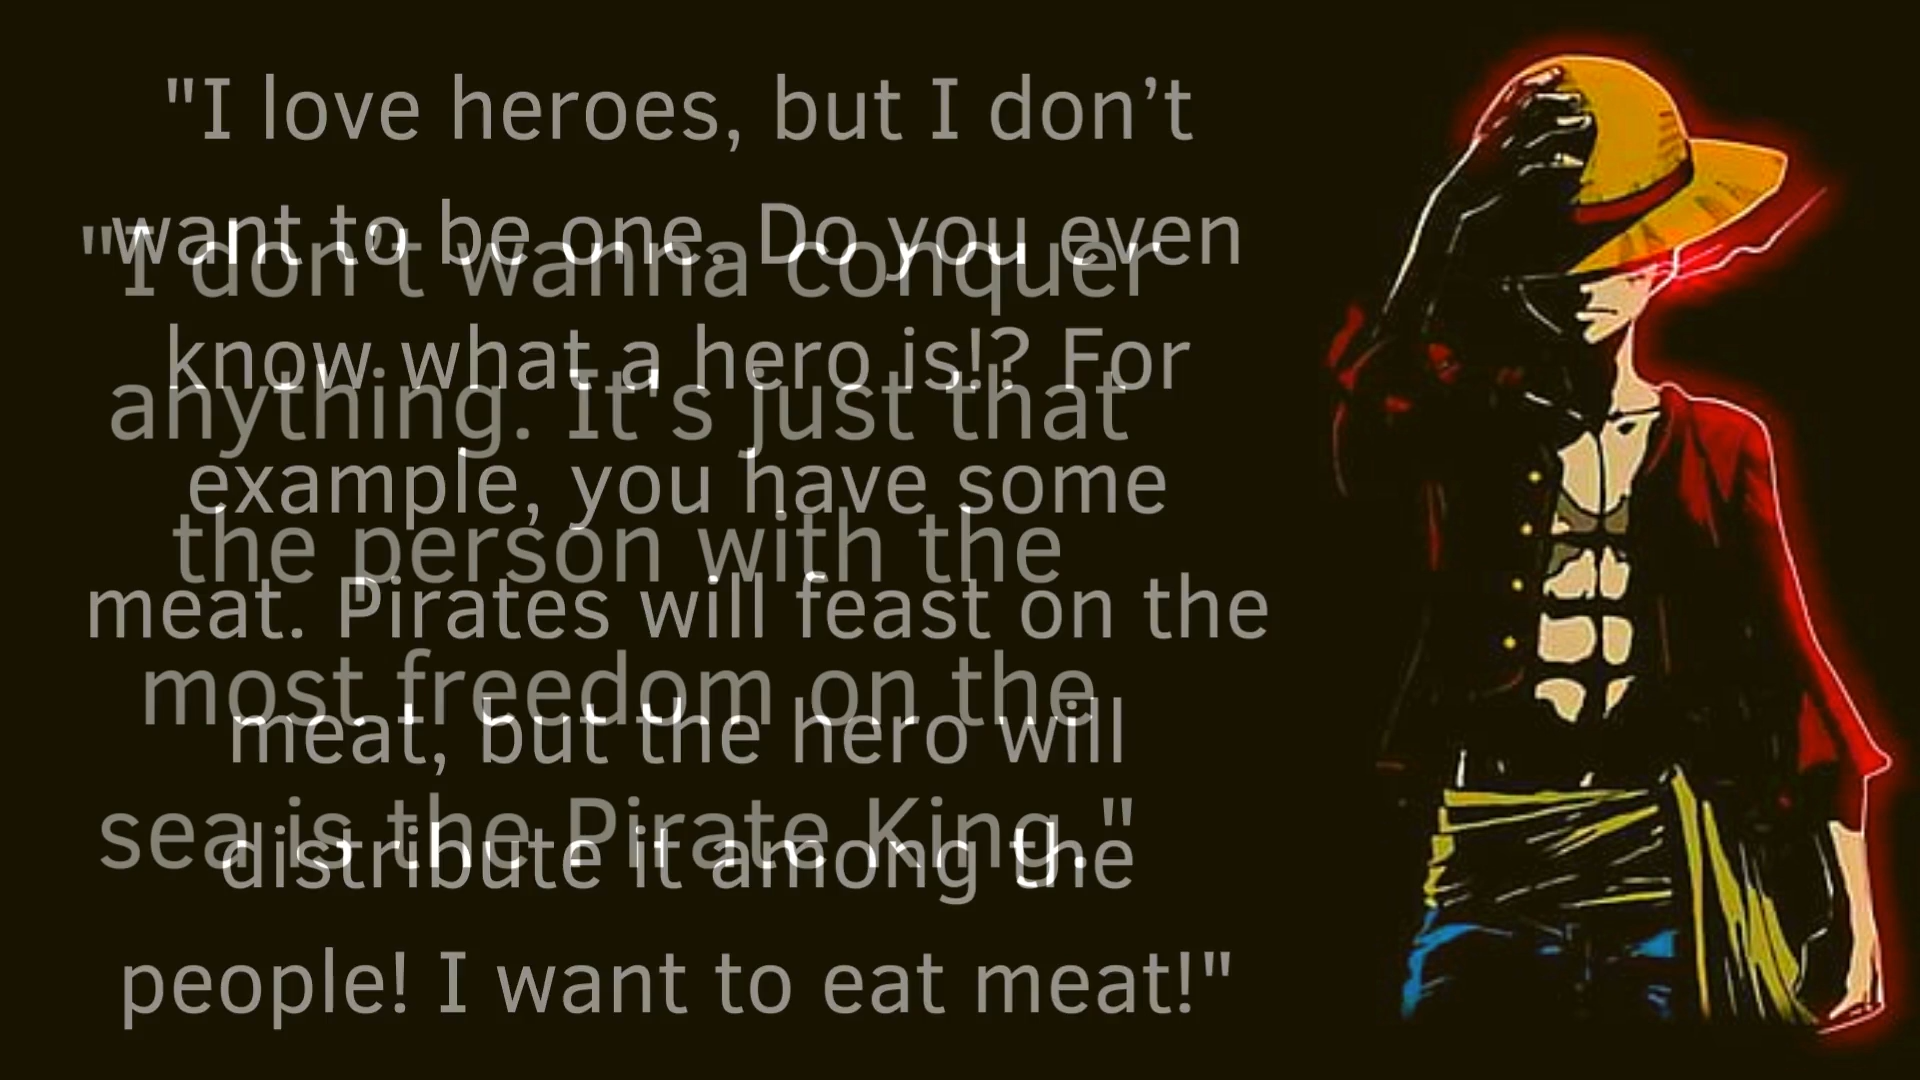 "I love heroes, but I don’t
want to be one. Do you even
know what a hero is!? For
example, you have some
meat. Pirates will feast on the
meat, but the hero will
distribute it among the
people! I want to eat meat!"
"I don’t wanna conquer
anything. It's just that
the person with the
most freedom on the
sea is the Pirate King."